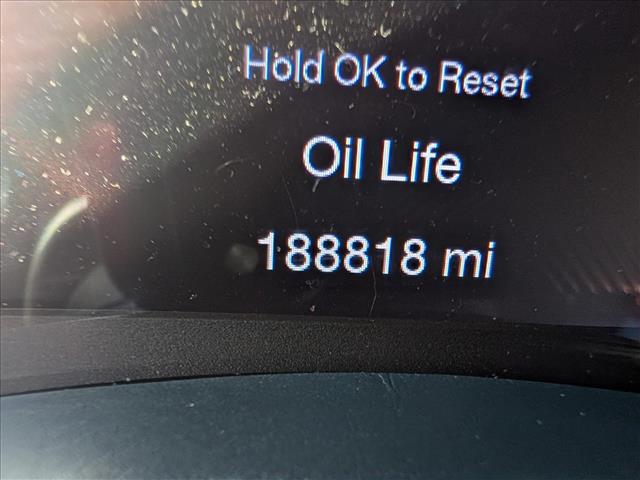 Hold OK to Reset
Oil Life
188818 mi